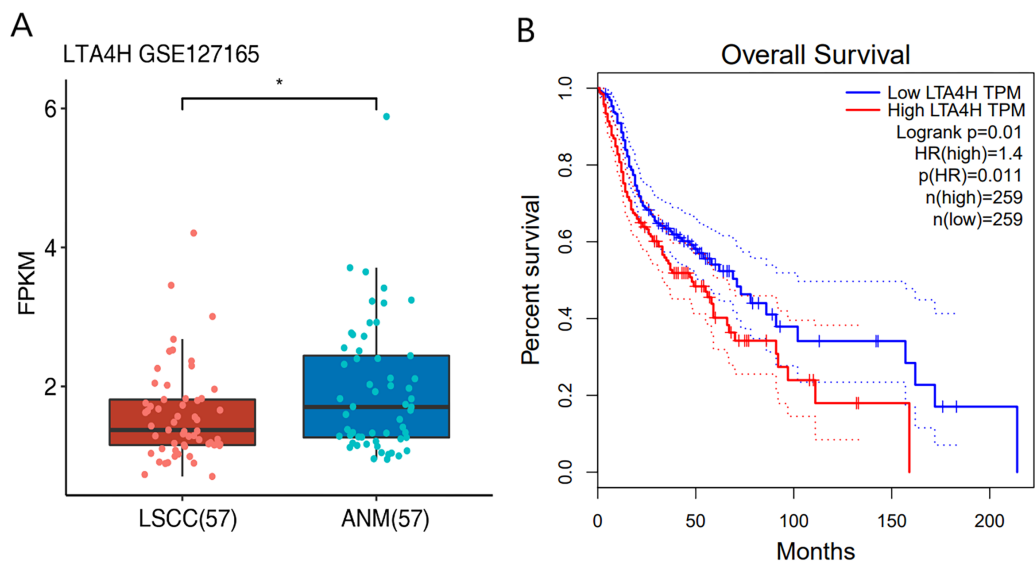 A
LTA4H GSE127165
*
FPKM
6
4
2
LSCC(57)
ANM(57)
B
Overall Survival
Low LTA4H TPM
High LTA4H TPM
Logrank p=0.01
HR(high)=1.4
p(HR)=0.011
n(high)=259
n(low)=259
Percent survival
1.0
0.8
0.6
0.4
0.2
0.0
0
50
100
150
200
Months